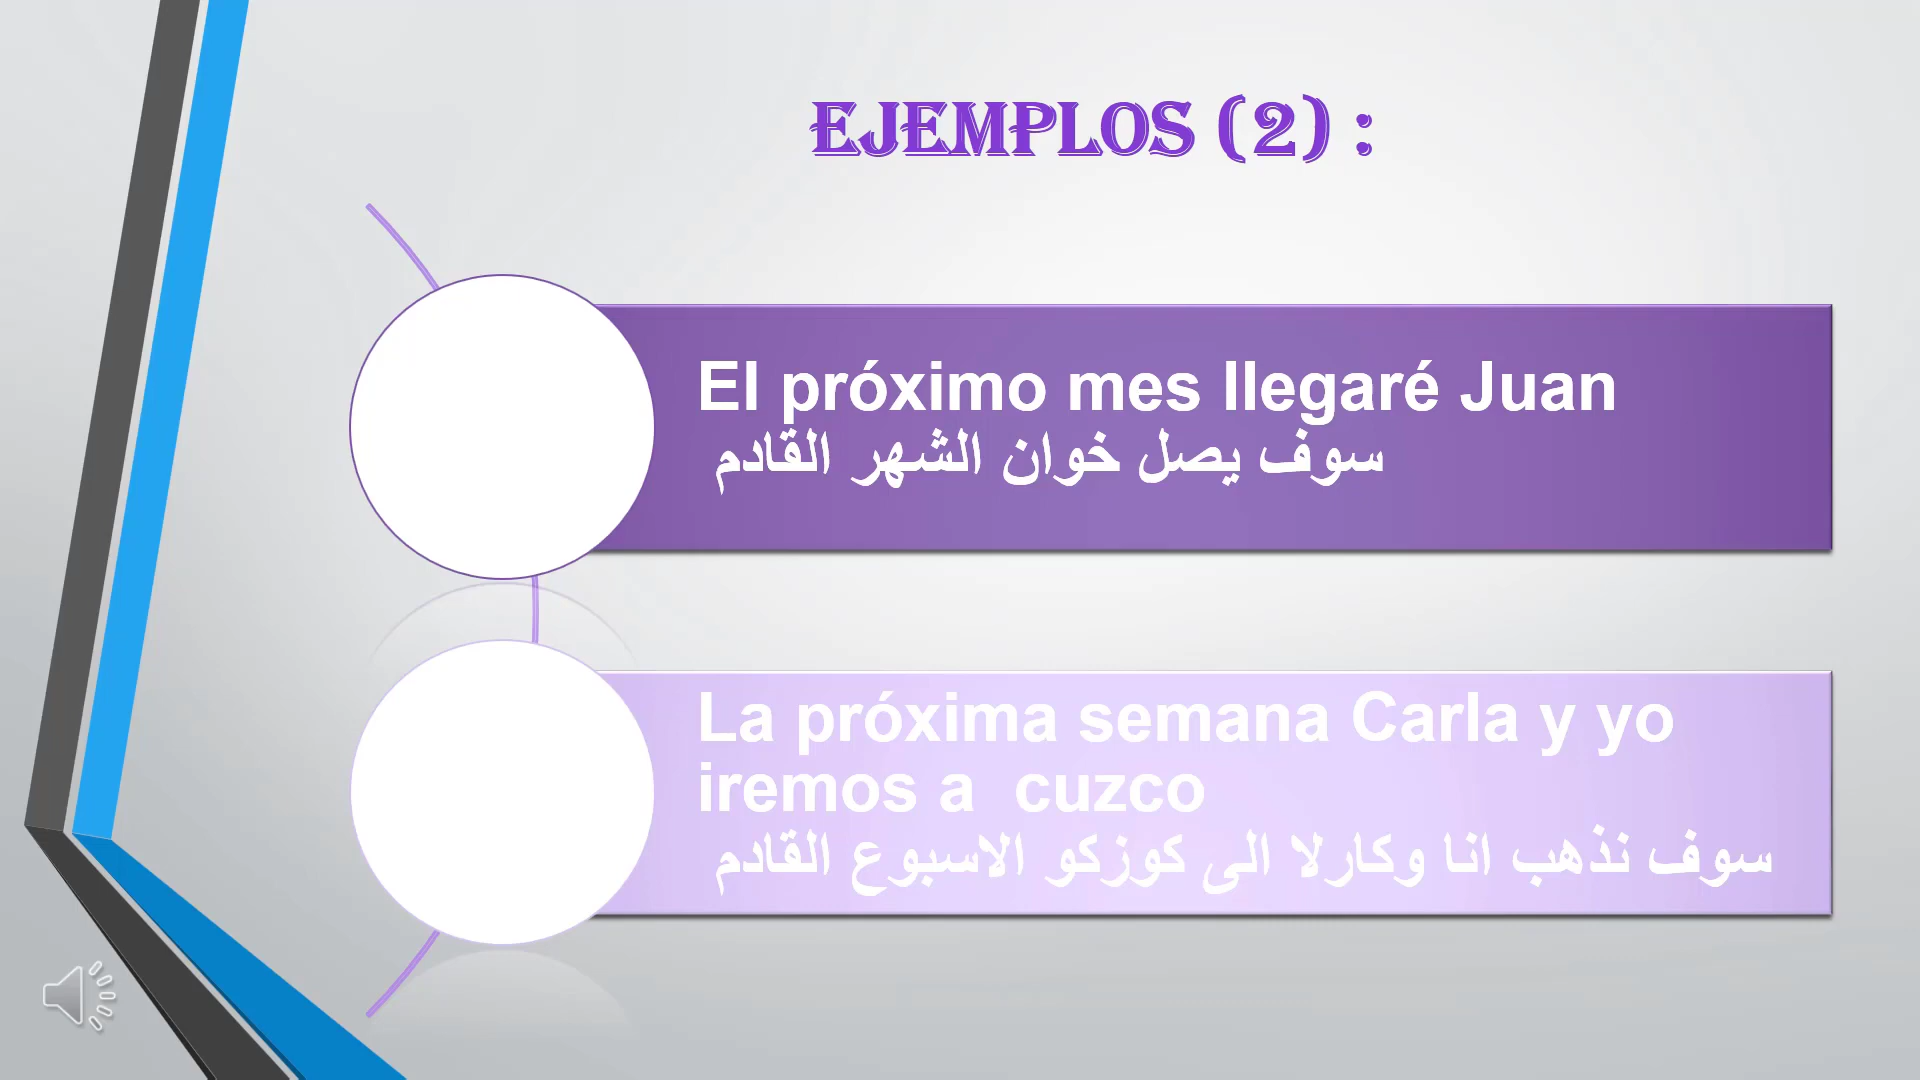 EJEMPLOS (2) :
El próximo mes llegaré Juan
سوف يصل خوان الشهر القادم
La próxima semana Carla y yo
iremos a cuzco
سوف نذهب انا وكارلا الى كوزكو الاسبوع القادم